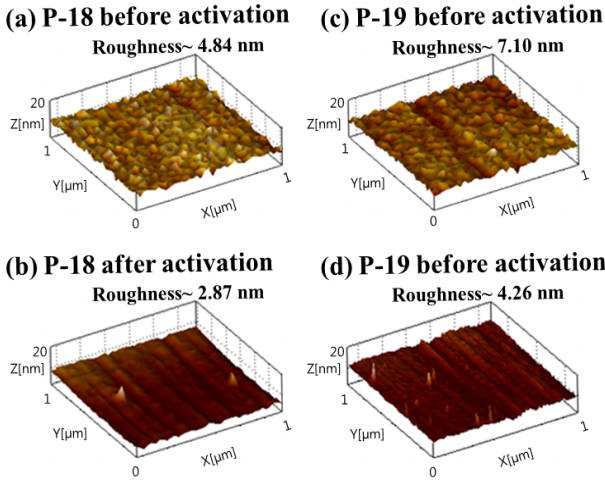 (a) P-18 before activation
Roughness~ 4.84 nm
20
Z[nm]
1
Y[µm]
0
X[µm]
1
(c) P-19 before activation
Roughness~ 7.10 nm
20
Z[nm]
1
Y[µm]
0
X[µm]
1
(b) P-18 after activation
Roughness~ 2.87 nm
20
Z[nm]
1
Y[µm]
0
X[µm]
1
(d) P-19 before activation
Roughness~ 4.26 nm
20
Z[nm]
1
Y[µm]
0
X[µm]
1